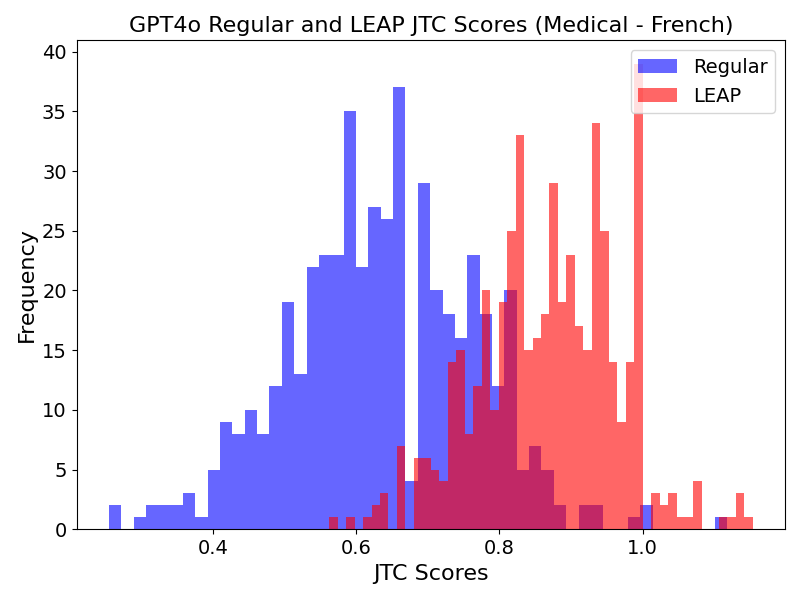 GPT4o Regular and LEAP JTC Scores (Medical - French)
Regular
LEAP
40
35
30
25
20
15
10
5
0
Frequency
0.4
0.6
0.8
1.0
JTC Scores